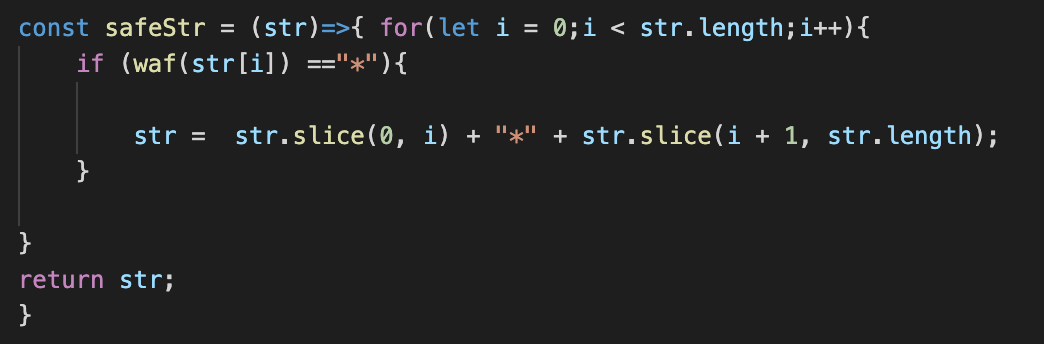 const safeStr = (str)=>{ for(let i = 0;i < str.length;i++){
if (waf(str[i]) =="*"){
str =  str.slice(0, i) + "*" + str.slice(i + 1, str.length);
}
}
return str;
}